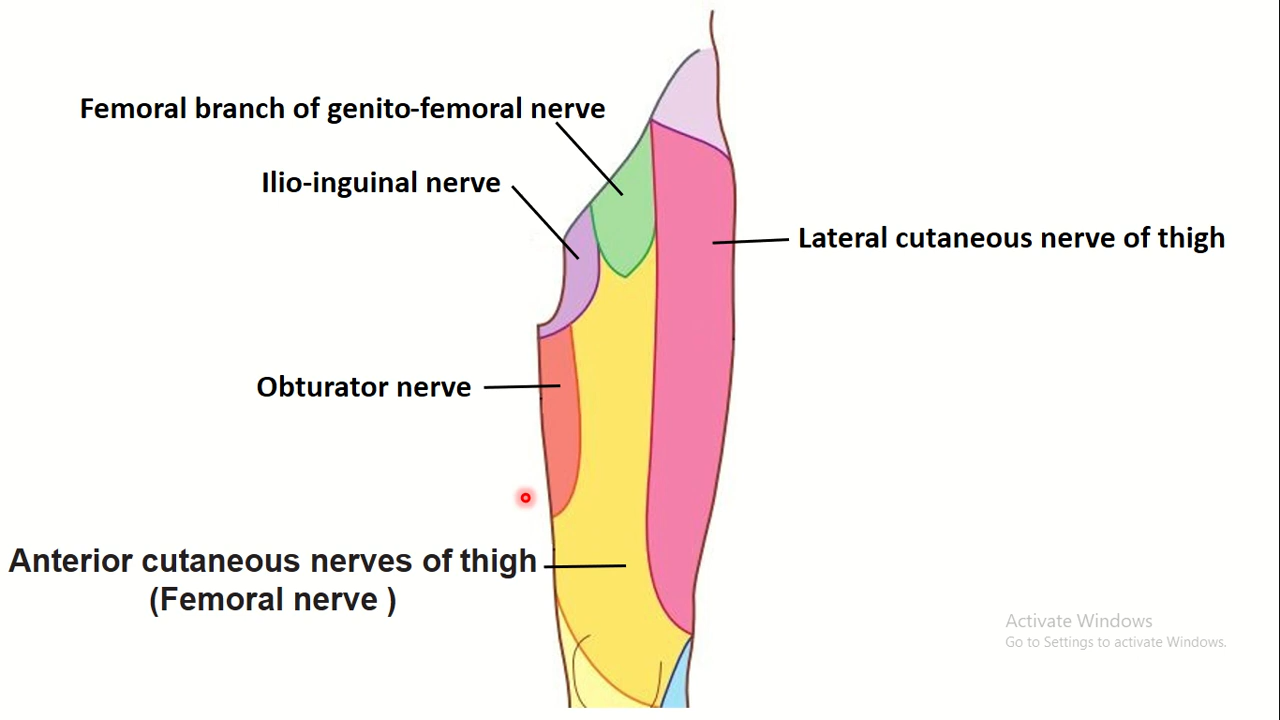 Femoral branch of genito-femoral nerve
Ilio-inguinal nerve
Lateral cutaneous nerve of thigh
Obturator nerve
Anterior cutaneous nerves of thigh
(Femoral nerve )
Activate Windows
Go to Settings to activate Windows.